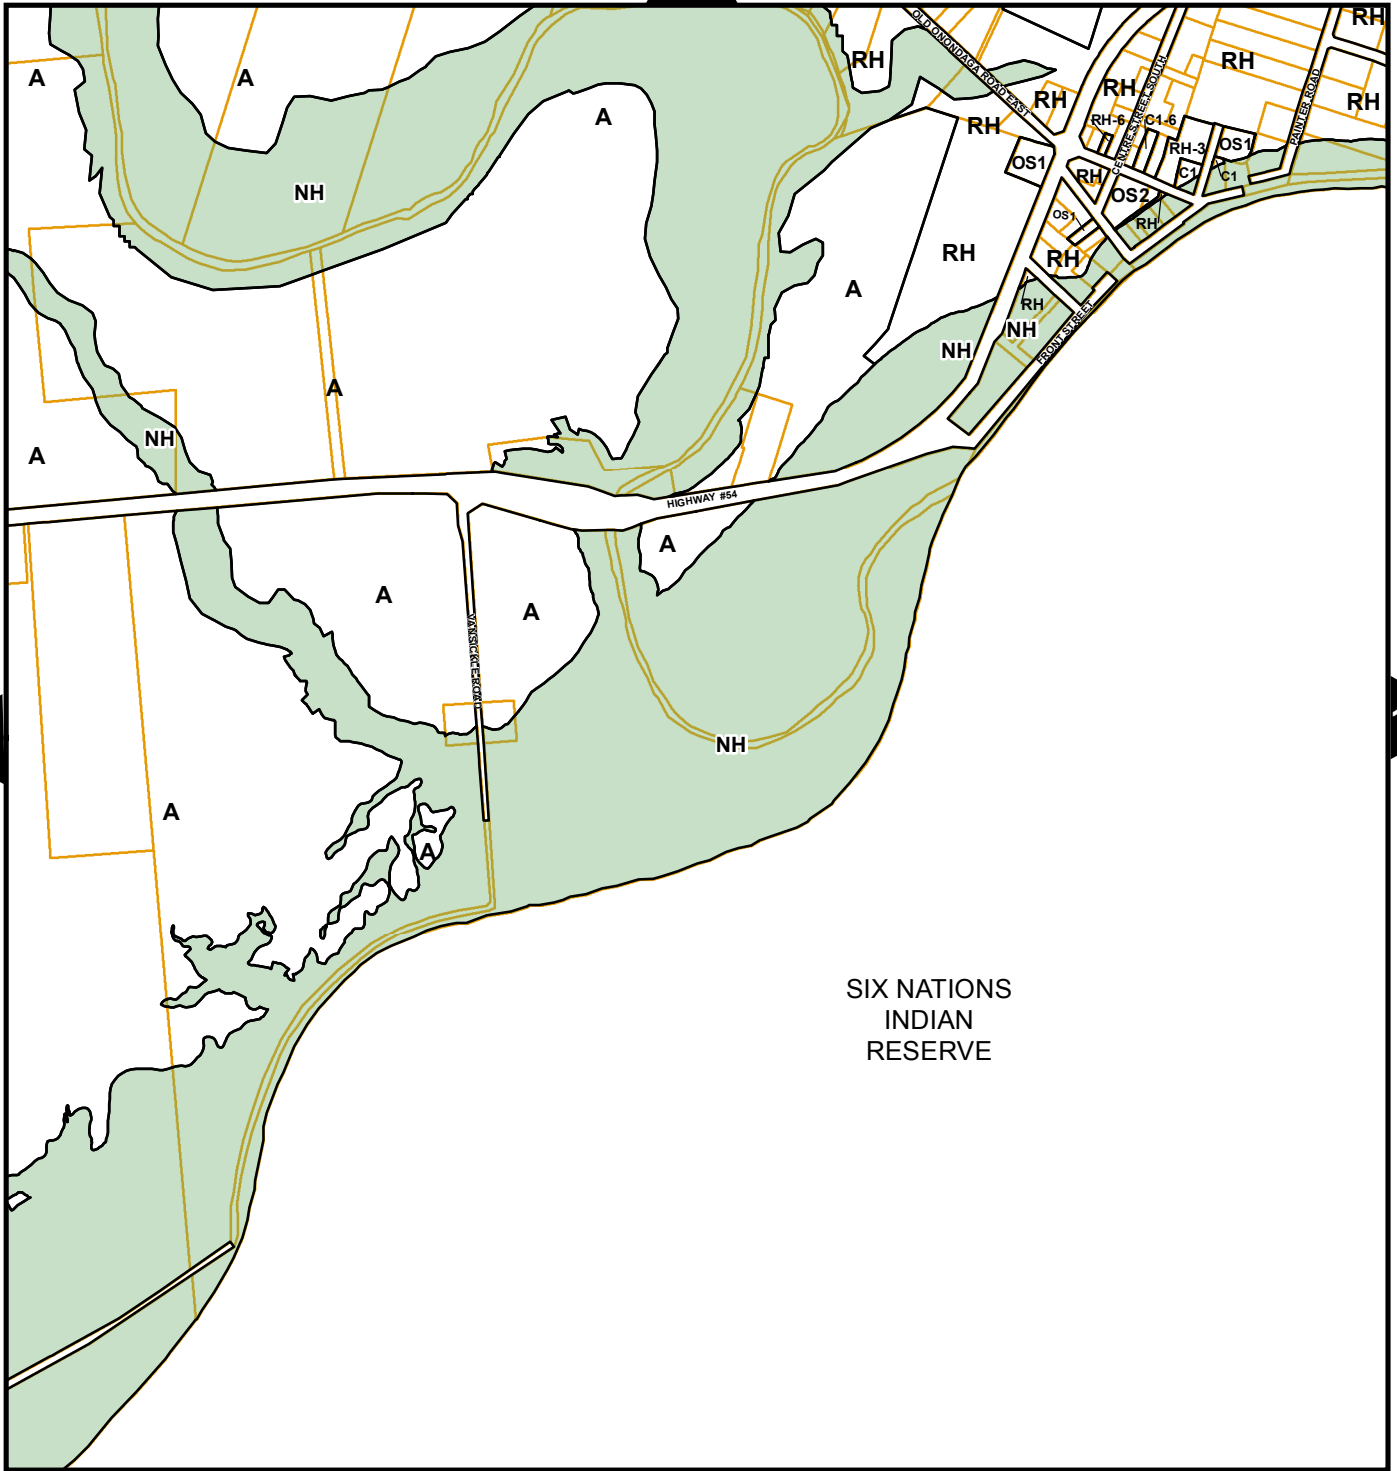 RH
OLD ONONDAGA ROAD EAST
RH
RH
A
A
RH
RH
RH
CENTRE STREET SOUTH
PAINTER ROAD
A
RH-6
C1-6
RH
RH-3
OS1
OS1
C1
C1
RH
NH
OS2
OS1
RH
RH
RH
A
RH
NH
NH
FRONT STREET
A
NH
A
HIGHWAY #54
A
A
A
VANSICKLE ROAD
NH
A
A
SIX NATIONS
INDIAN
RESERVE